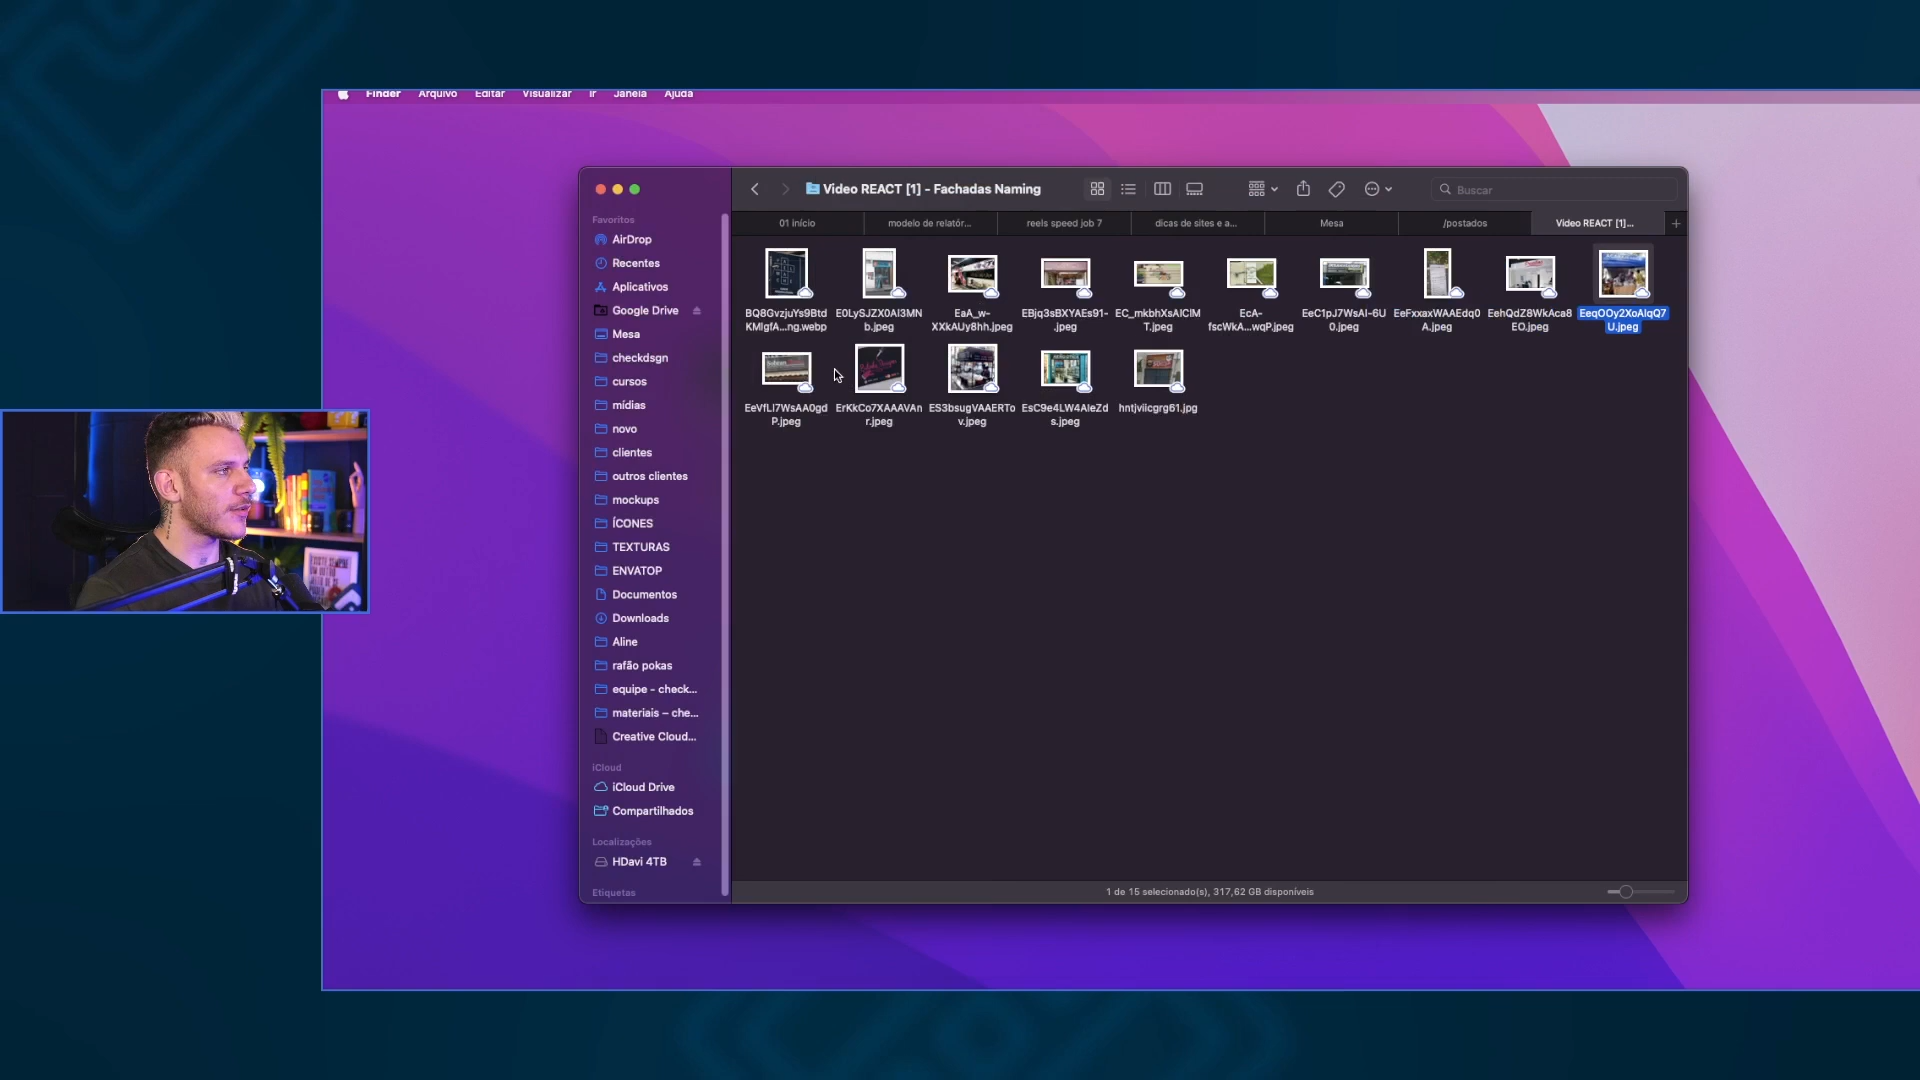 Finder Arquivo Editar Visualizar Ir Janela Ajuda
Video REACT [1] - Fachadas Naming
Buscar
01 início
modelo de relatór...
reels speed job 7
dicas de sites e a...
Mesa
/postados
Video REACT [1]...
Favoritos
AirDrop
Recentes
Aplicativos
Google Drive
Mesa
checkdsgn
cursos
mídias
novo
clientes
outros clientes
mockups
ÍCONES
TEXTURAS
ENVATOP
Documentos
Downloads
Aline
rafão pokas
equipe - check...
materiais – che...
Creative Cloud...
iCloud
iCloud Drive
Compartilhados
Localizações
HDavi 4TB
Etiquetas
BQ8GvzjuYs9Btd
KMlgfA...ng.webp
E0LySJZX0AI3MN
b.jpeg
EaA_w-
XXkAUy8hh.jpeg
EBjq3sBXYAEs91-
.jpeg
EC_mkbhXsAICIM
T.jpeg
EcA-
fscWkA...wqP.jpeg
EeC1pJ7WsAI-6U
0.jpeg
EeFxxaxWAAEdq0
A.jpeg
EehQdZ8WkAca8
EO.jpeg
EeqOOy2XoAIqQ7
U.jpeg
EeVfLI7WsAA0gd
P.jpeg
ErKkCo7XAAAVAn
r.jpeg
ES3bsugVAAERTo
v.jpeg
EsC9e4LW4AIeZd
s.jpeg
hntjviicgrg61.jpg
1 de 15 selecionado(s), 317,62 GB disponíveis